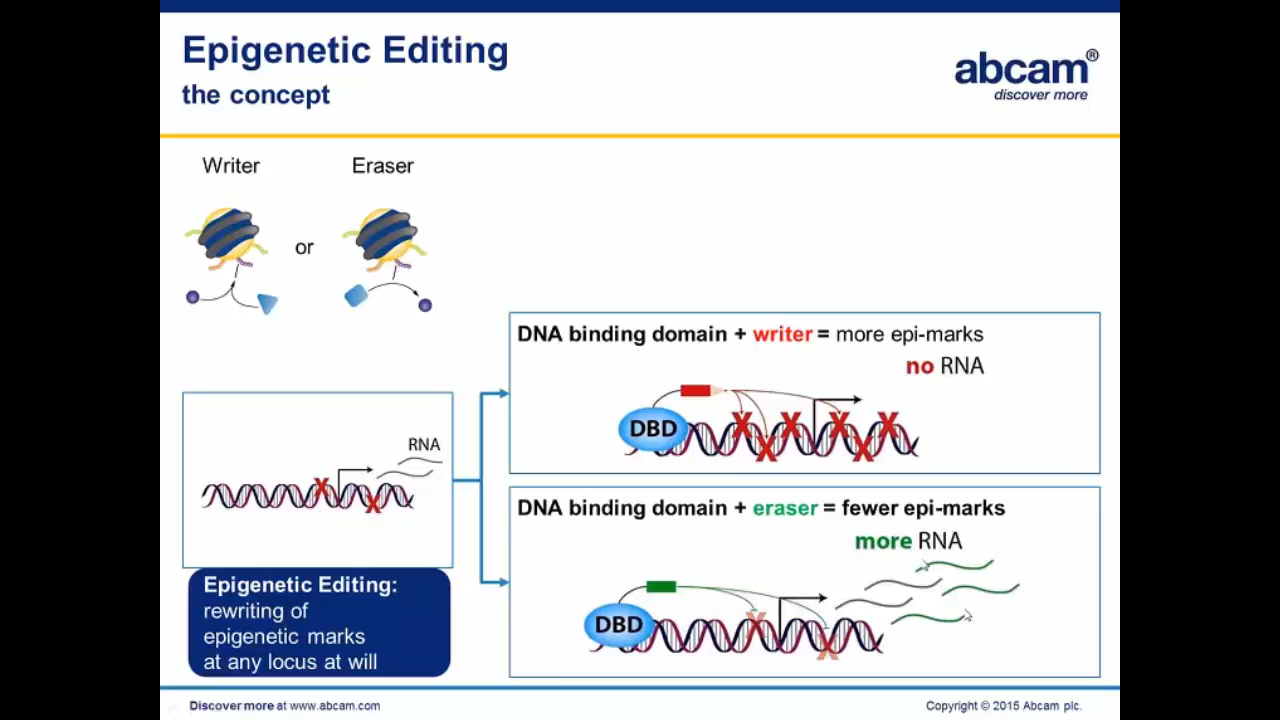 Epigenetic Editing
the concept
abcam®
discover more
Writer
Eraser
or
DNA binding domain + writer = more epi-marks
no RNA
DBD
RNA
DNA binding domain + eraser = fewer epi-marks
more RNA
DBD
Epigenetic Editing:
rewriting of
epigenetic marks
at any locus at will
Discover more at www.abcam.com
Copyright © 2015 Abcam plc.